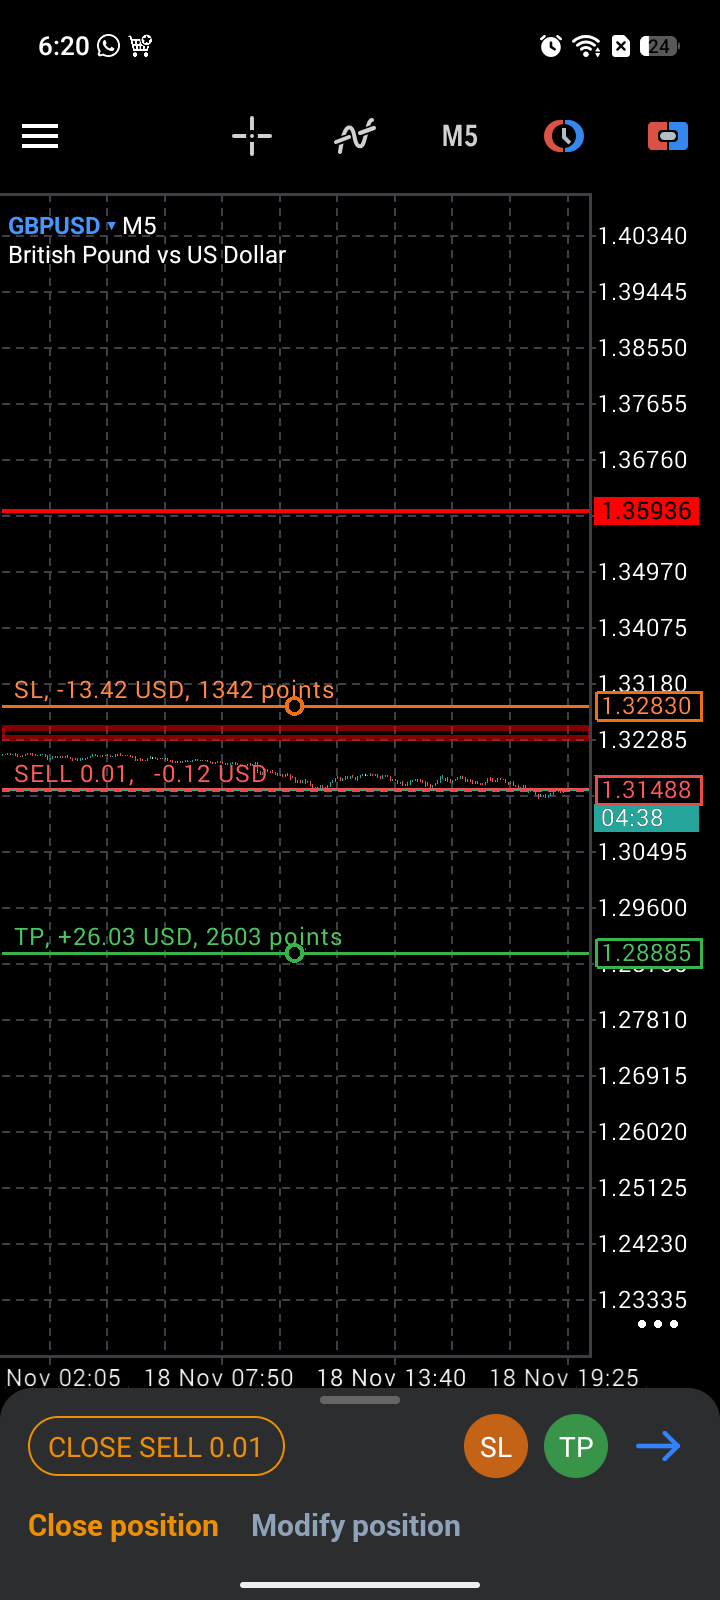 6:20
24
M5
GBPUSD M5
British Pound vs US Dollar
1.40340
1.39445
1.38550
1.37655
1.36760
1.35936
1.34970
1.34075
1.33180
SL, -13.42 USD, 1342 points
1.32830
1.32285
SELL 0.01, -0.12 USD
1.31488
04:38
1.30495
1.29600
TP, +26.03 USD, 2603 points
1.28885
1.27810
1.26915
1.26020
1.25125
1.24230
1.23335
Nov 02:05 18 Nov 07:50 18 Nov 13:40 18 Nov 19:25
CLOSE SELL 0.01 SL TP
Close position Modify position